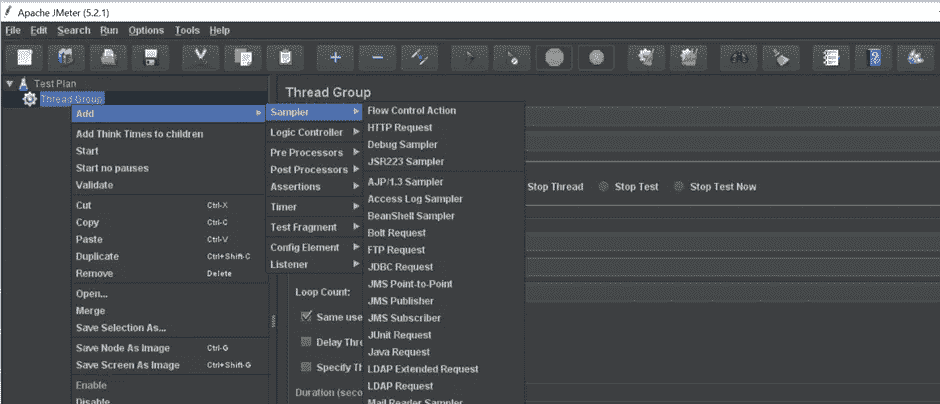 Apache JMeter (5.2.1)
File Edit Search Run Options Tools Help
Test Plan
Thread Group
Thread Group
Add
Add Think Times to children
Start
Start no pauses
Validate
Cut Ctrl-X
Copy Ctrl-C
Paste Ctrl-V
Duplicate Ctrl+Shift-C
Remove Delete
Open...
Merge
Save Selection As...
Save Node As Image Ctrl-G
Save Screen As Image Ctrl+Shift-G
Enable
Disable
Sampler
Logic Controller
Pre Processors
Post Processors
Assertions
Timer
Test Fragment
Config Element
Listener
Flow Control Action
HTTP Request
Debug Sampler
JSR223 Sampler
AJP/1.3 Sampler
Access Log Sampler
BeanShell Sampler
Bolt Request
FTP Request
JDBC Request
JMS Point-to-Point
JMS Publisher
JMS Subscriber
JUnit Request
Java Request
LDAP Extended Request
LDAP Request
Mail Reader Sampler
Stop Thread Stop Test Stop Test Now
Loop Count:
Same use
Delay Thre
Specify Th
Duration (seco